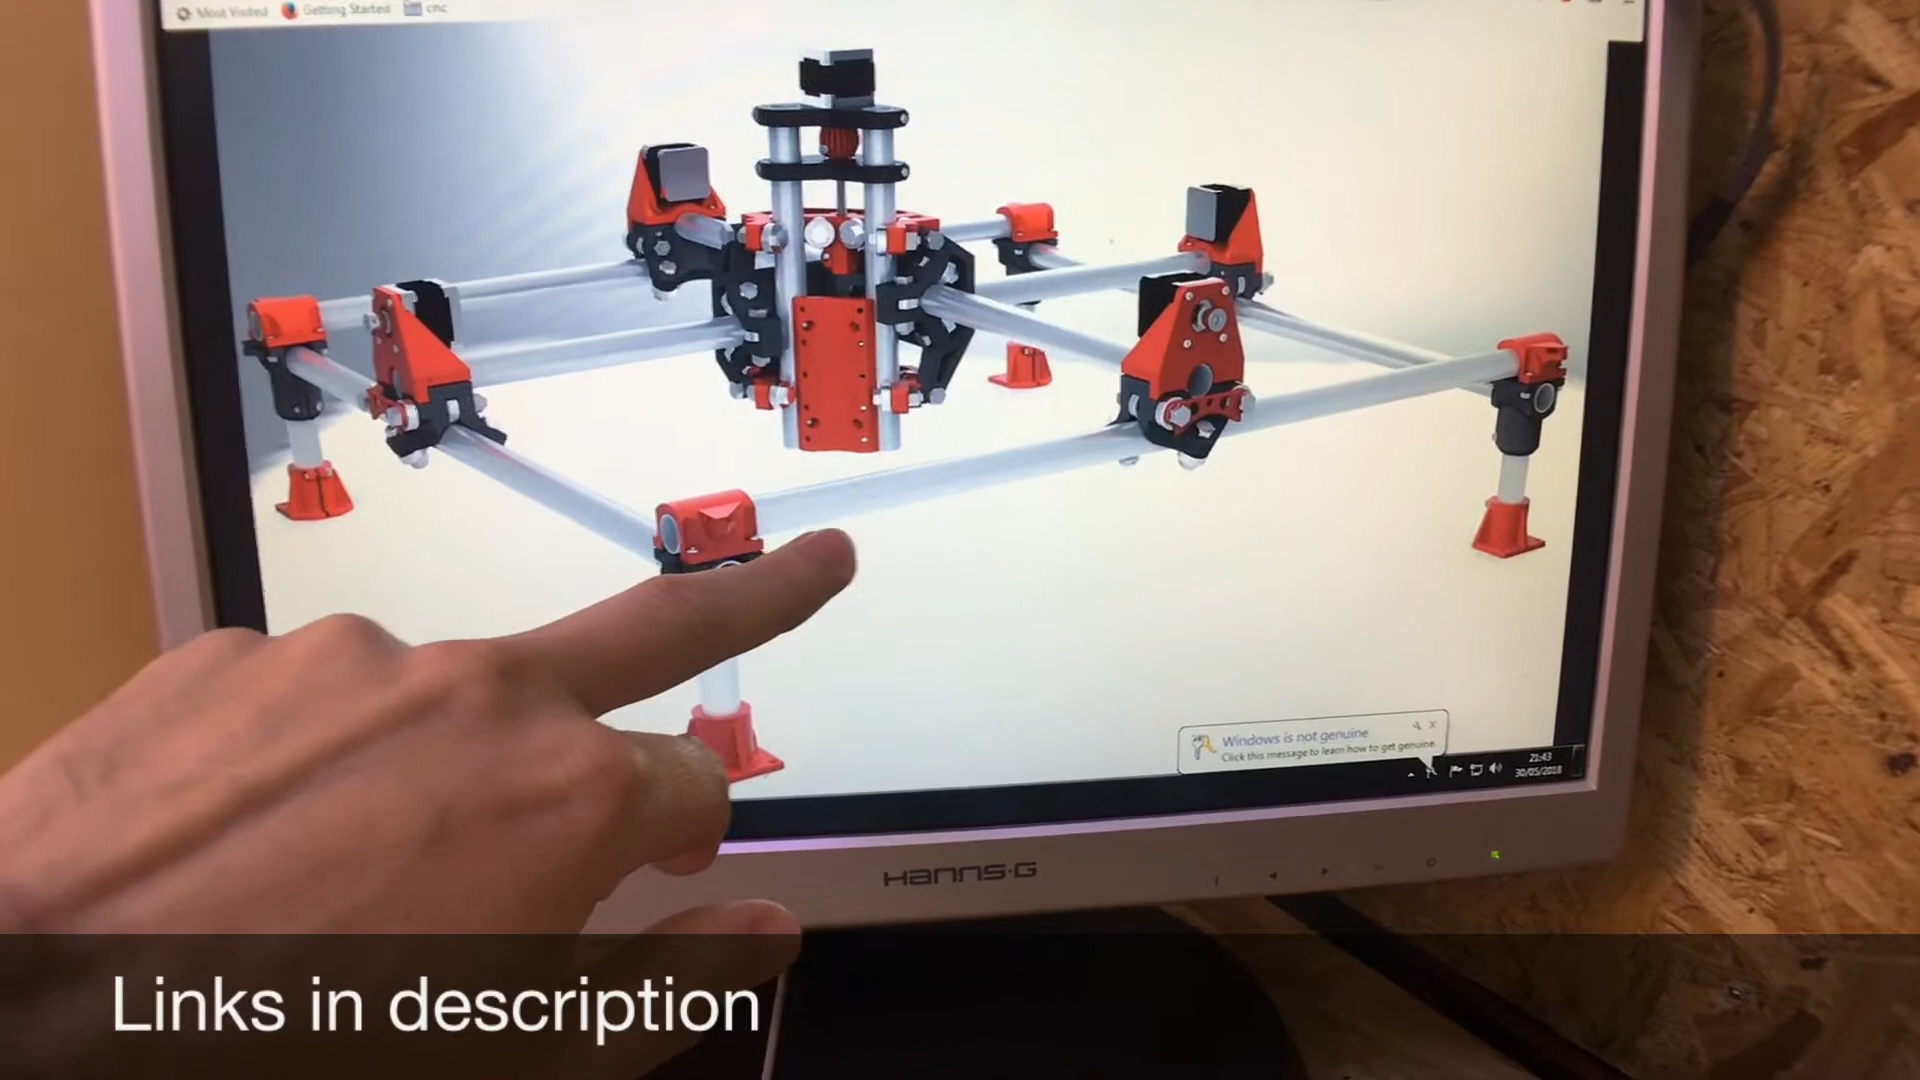 Most Visited
Getting Started
cnc
Windows is not genuine
Click this message to learn how to get genuine.
21:43
30/05/2018
HANNS·G
Links in description